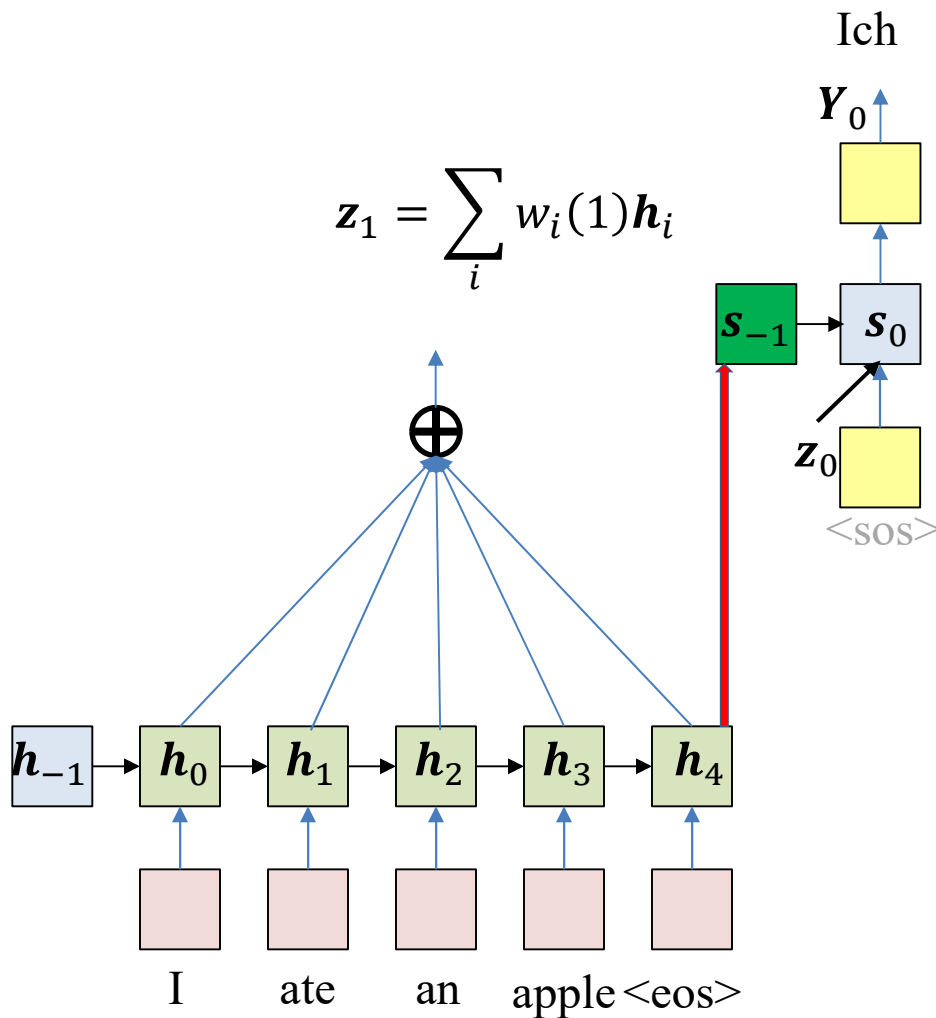 Ich
Y₀
z₁ = ∑ᵢ wᵢ(1)hᵢ
s₋₁ s₀
z₀
<sos>
h₋₁ h₀ h₁ h₂ h₃ h₄
I ate an apple <eos>